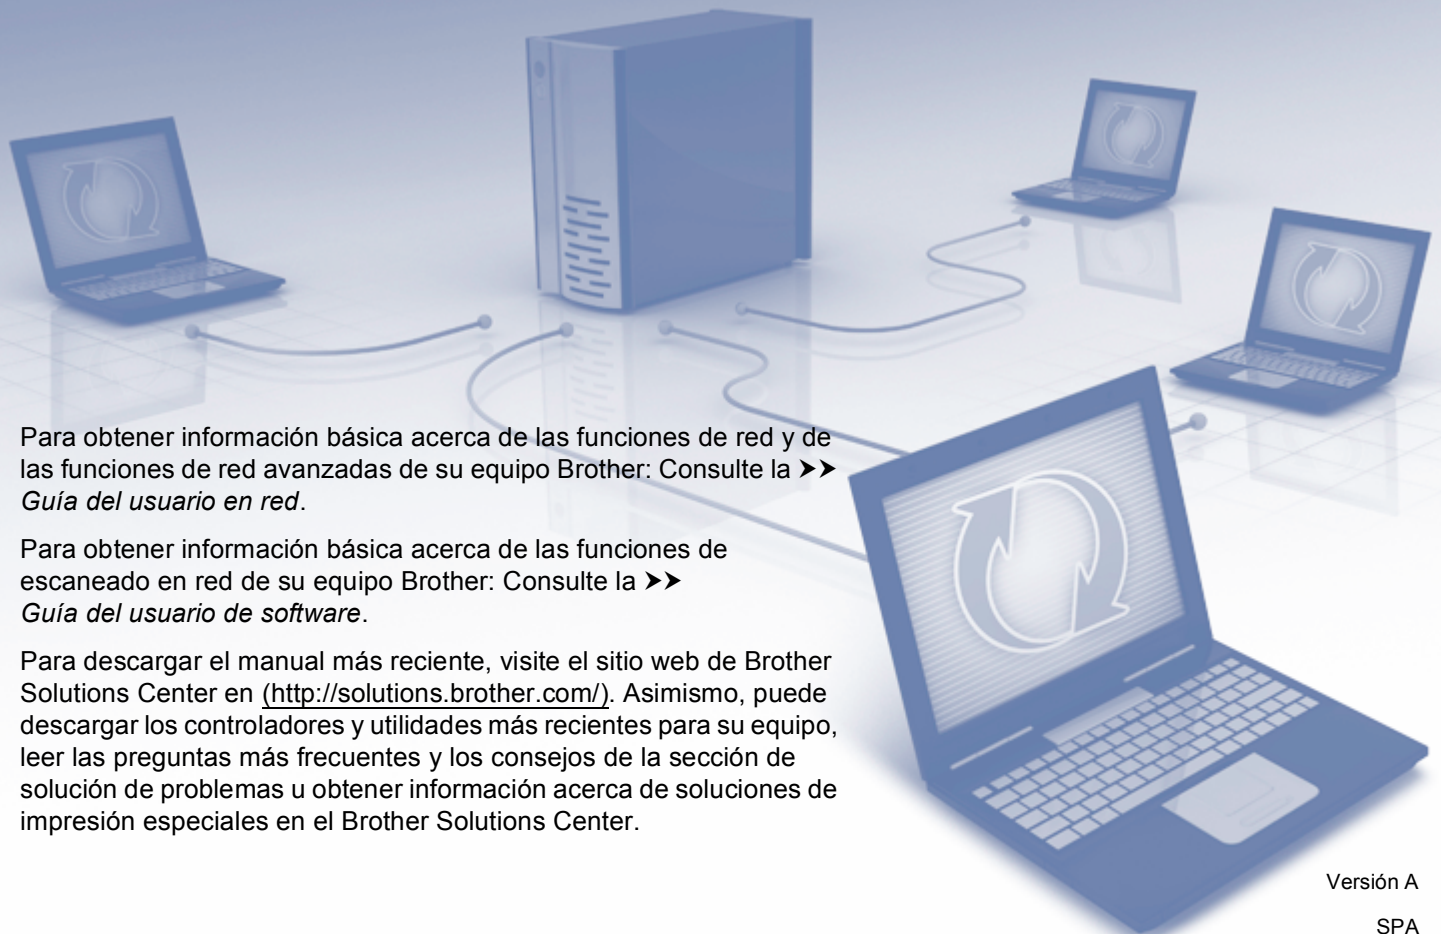 Para obtener información básica acerca de las funciones de red y de
las funciones de red avanzadas de su equipo Brother: Consulte la ➤➤
Guía del usuario en red.
Para obtener información básica acerca de las funciones de
escaneado en red de su equipo Brother: Consulte la ➤➤
Guía del usuario de software.
Para descargar el manual más reciente, visite el sitio web de Brother
Solutions Center en (http://solutions.brother.com/). Asimismo, puede
descargar los controladores y utilidades más recientes para su equipo,
leer las preguntas más frecuentes y los consejos de la sección de
solución de problemas u obtener información acerca de soluciones de
impresión especiales en el Brother Solutions Center.
Versión A
SPA